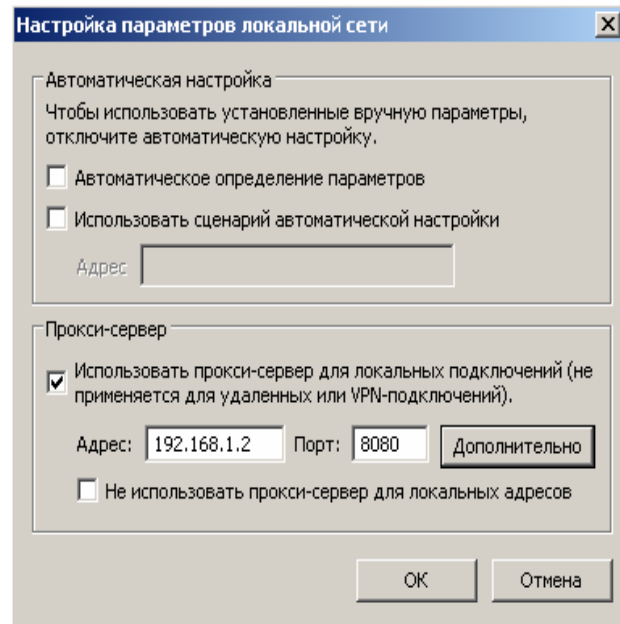 Настройка параметров локальной сети
Автоматическая настройка
Чтобы использовать установленные вручную параметры,
отключите автоматическую настройку.
Автоматическое определение параметров
Использовать сценарий автоматической настройки
Адрес
Прокси-сервер
Использовать прокси-сервер для локальных подключений (не
применяется для удаленных или VPN-подключений).
Адрес: 192.168.1.2 Порт: 8080 Дополнительно
Не использовать прокси-сервер для локальных адресов
OK Отмена